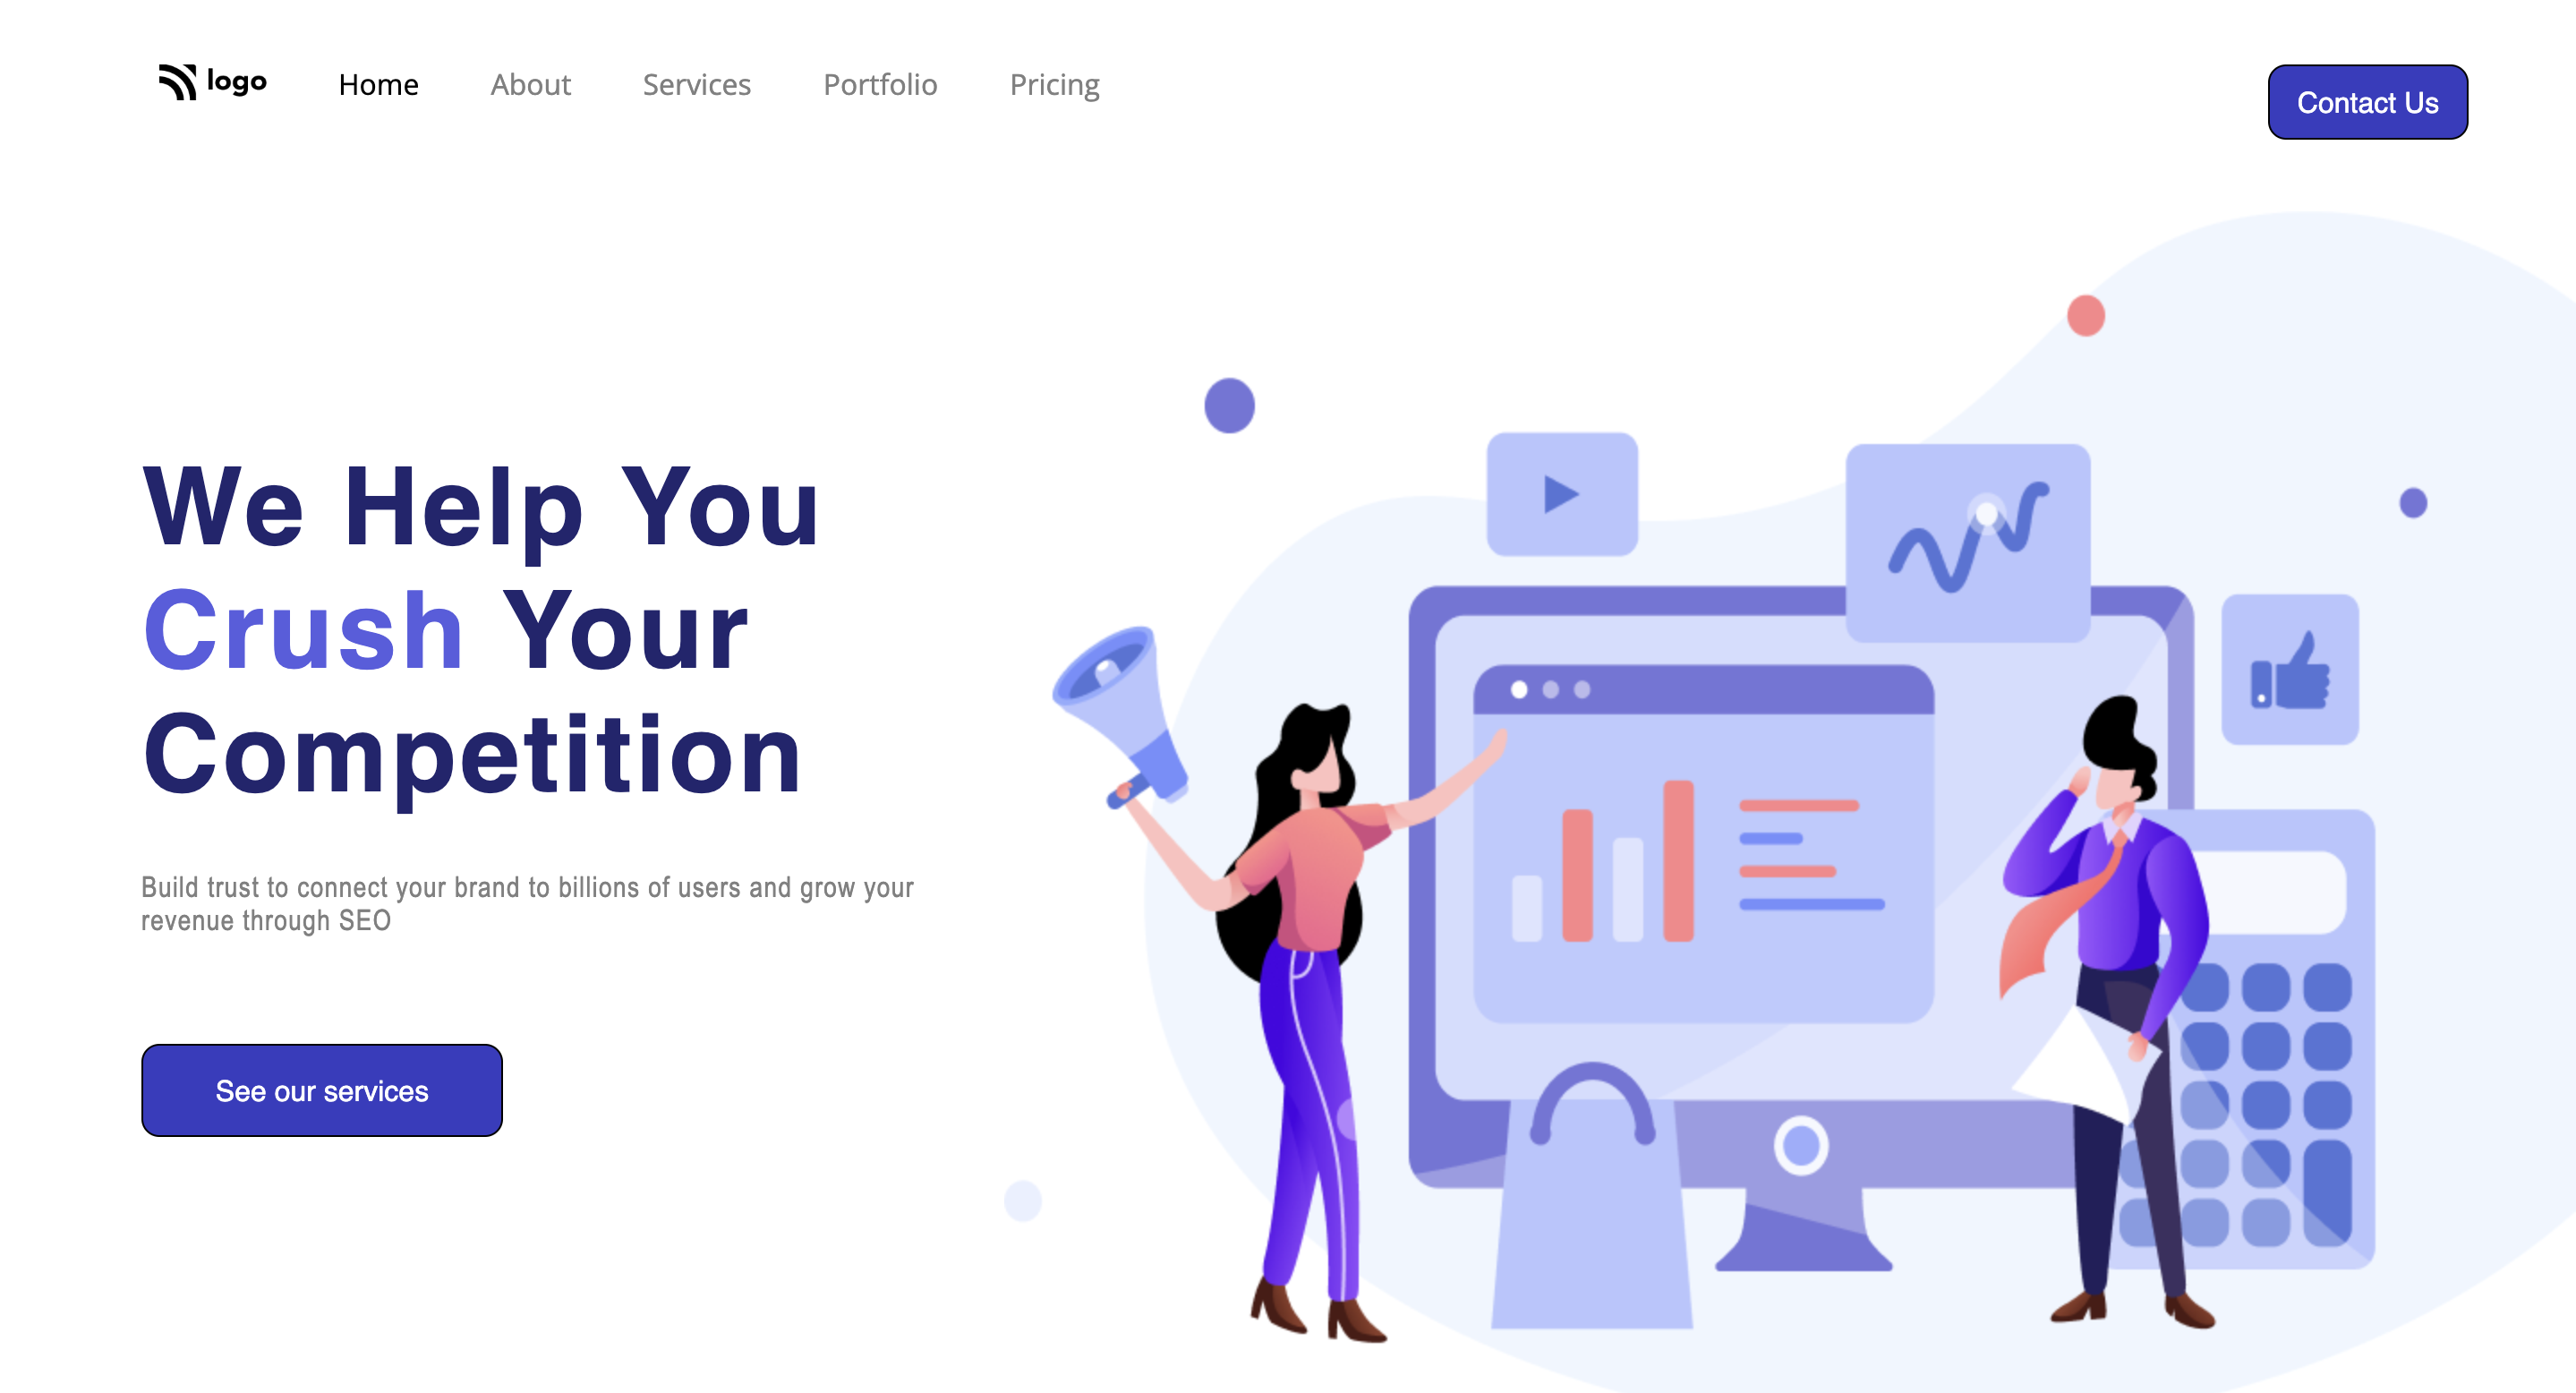 logo Home About Services Portfolio Pricing
Contact Us
We Help You
Crush Your
Competition
Build trust to connect your brand to billions of users and grow your
revenue through SEO
See our services